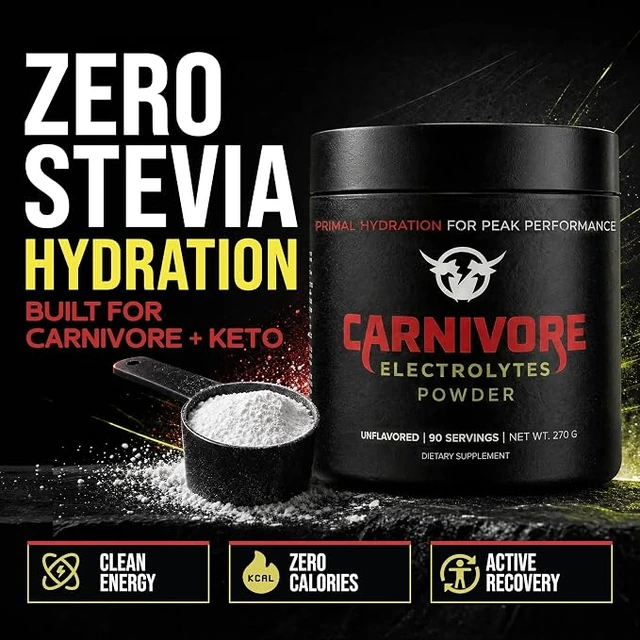 ZERO
STEVIA
HYDRATION
BUILT FOR
CARNIVORE + KETO
PRIMAL HYDRATION FOR PEAK PERFORMANCE
CARNIVORE
ELECTROLYTES
POWDER
UNFLAVORED | 90 SERVINGS | NET WT. 270 G
DIETARY SUPPLEMENT
CLEAN
ENERGY
KCAL
ZERO
CALORIES
ACTIVE
RECOVERY